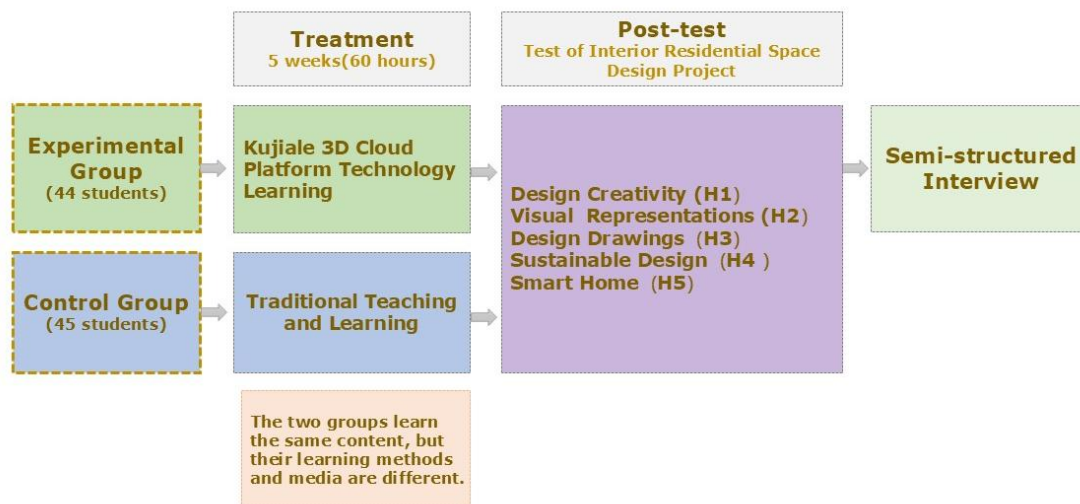 Treatment
5 weeks(60 hours)
Post-test
Test of Interior Residential Space
Design Project
Experimental
Group
(44 students)
Kujiale 3D Cloud
Platform Technology
Learning
Design Creativity (H1)
Visual Representations (H2)
Design Drawings (H3)
Sustainable Design (H4 )
Smart Home (H5)
Semi-structured
Interview
Control Group
(45 students)
Traditional Teaching
and Learning
The two groups learn
the same content, but
their learning methods
and media are different.